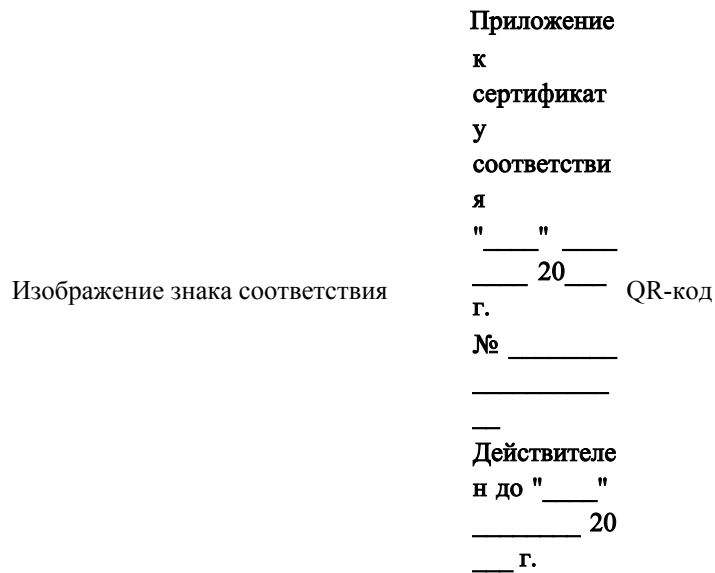 Приложение
к
сертификат
у
соответстви
я
"____" ____
____ 20___
г.
№ ________
__________
__
Действителе
н до "____"
________ 20
___ г.
Изображение знака соответствия
QR-код